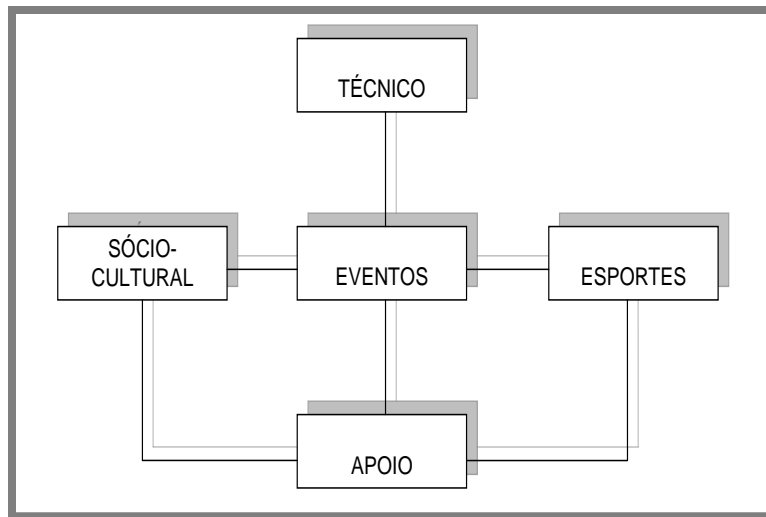 TÉCNICO
SÓCIO-
CULTURAL
EVENTOS
ESPORTES
APOIO